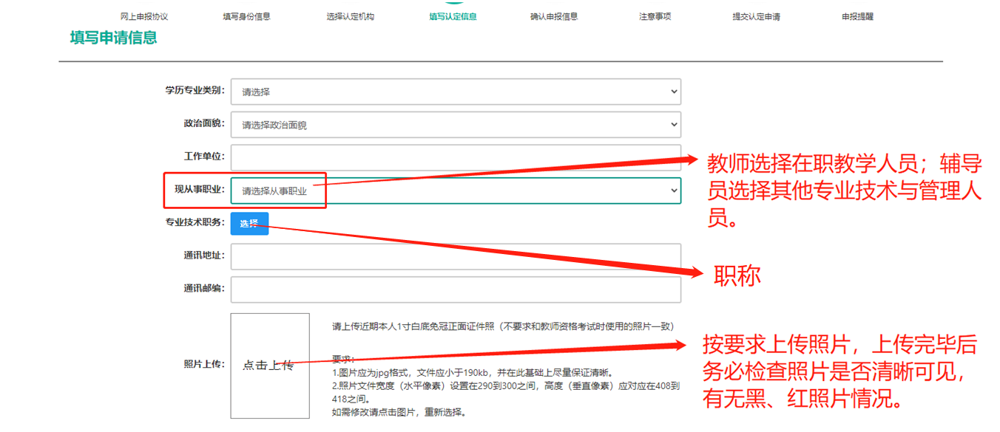 网上申报协议 填写身份信息 选择认定机构 填写认定信息 确认申报信息 注意事项 提交认定申请 申报提醒
填写申请信息
学历专业类别： 请选择
政治面貌： 请选择政治面貌
工作单位：
现从事职业： 请选择从事职业
专业技术职务： 选择
通讯地址：
通讯邮编：
照片上传： 点击上传
请上传近期本人1寸白底免冠正面证件照（不要求和教师资格考试时使用的照片一致）
要求：
1.图片应为jpg格式，文件应小于190kb，并在此基础上尽量保证清晰。
2.照片文件宽度（水平像素）设置在290到300之间，高度（垂直像素）应对应在408到
418之间。
如需修改请点击图片，重新选择。
教师选择在职教学人员；辅导
员选择其他专业技术与管理人
员。
职称
按要求上传照片，上传完毕后
务必检查照片是否清晰可见，
有无黑、红照片情况。